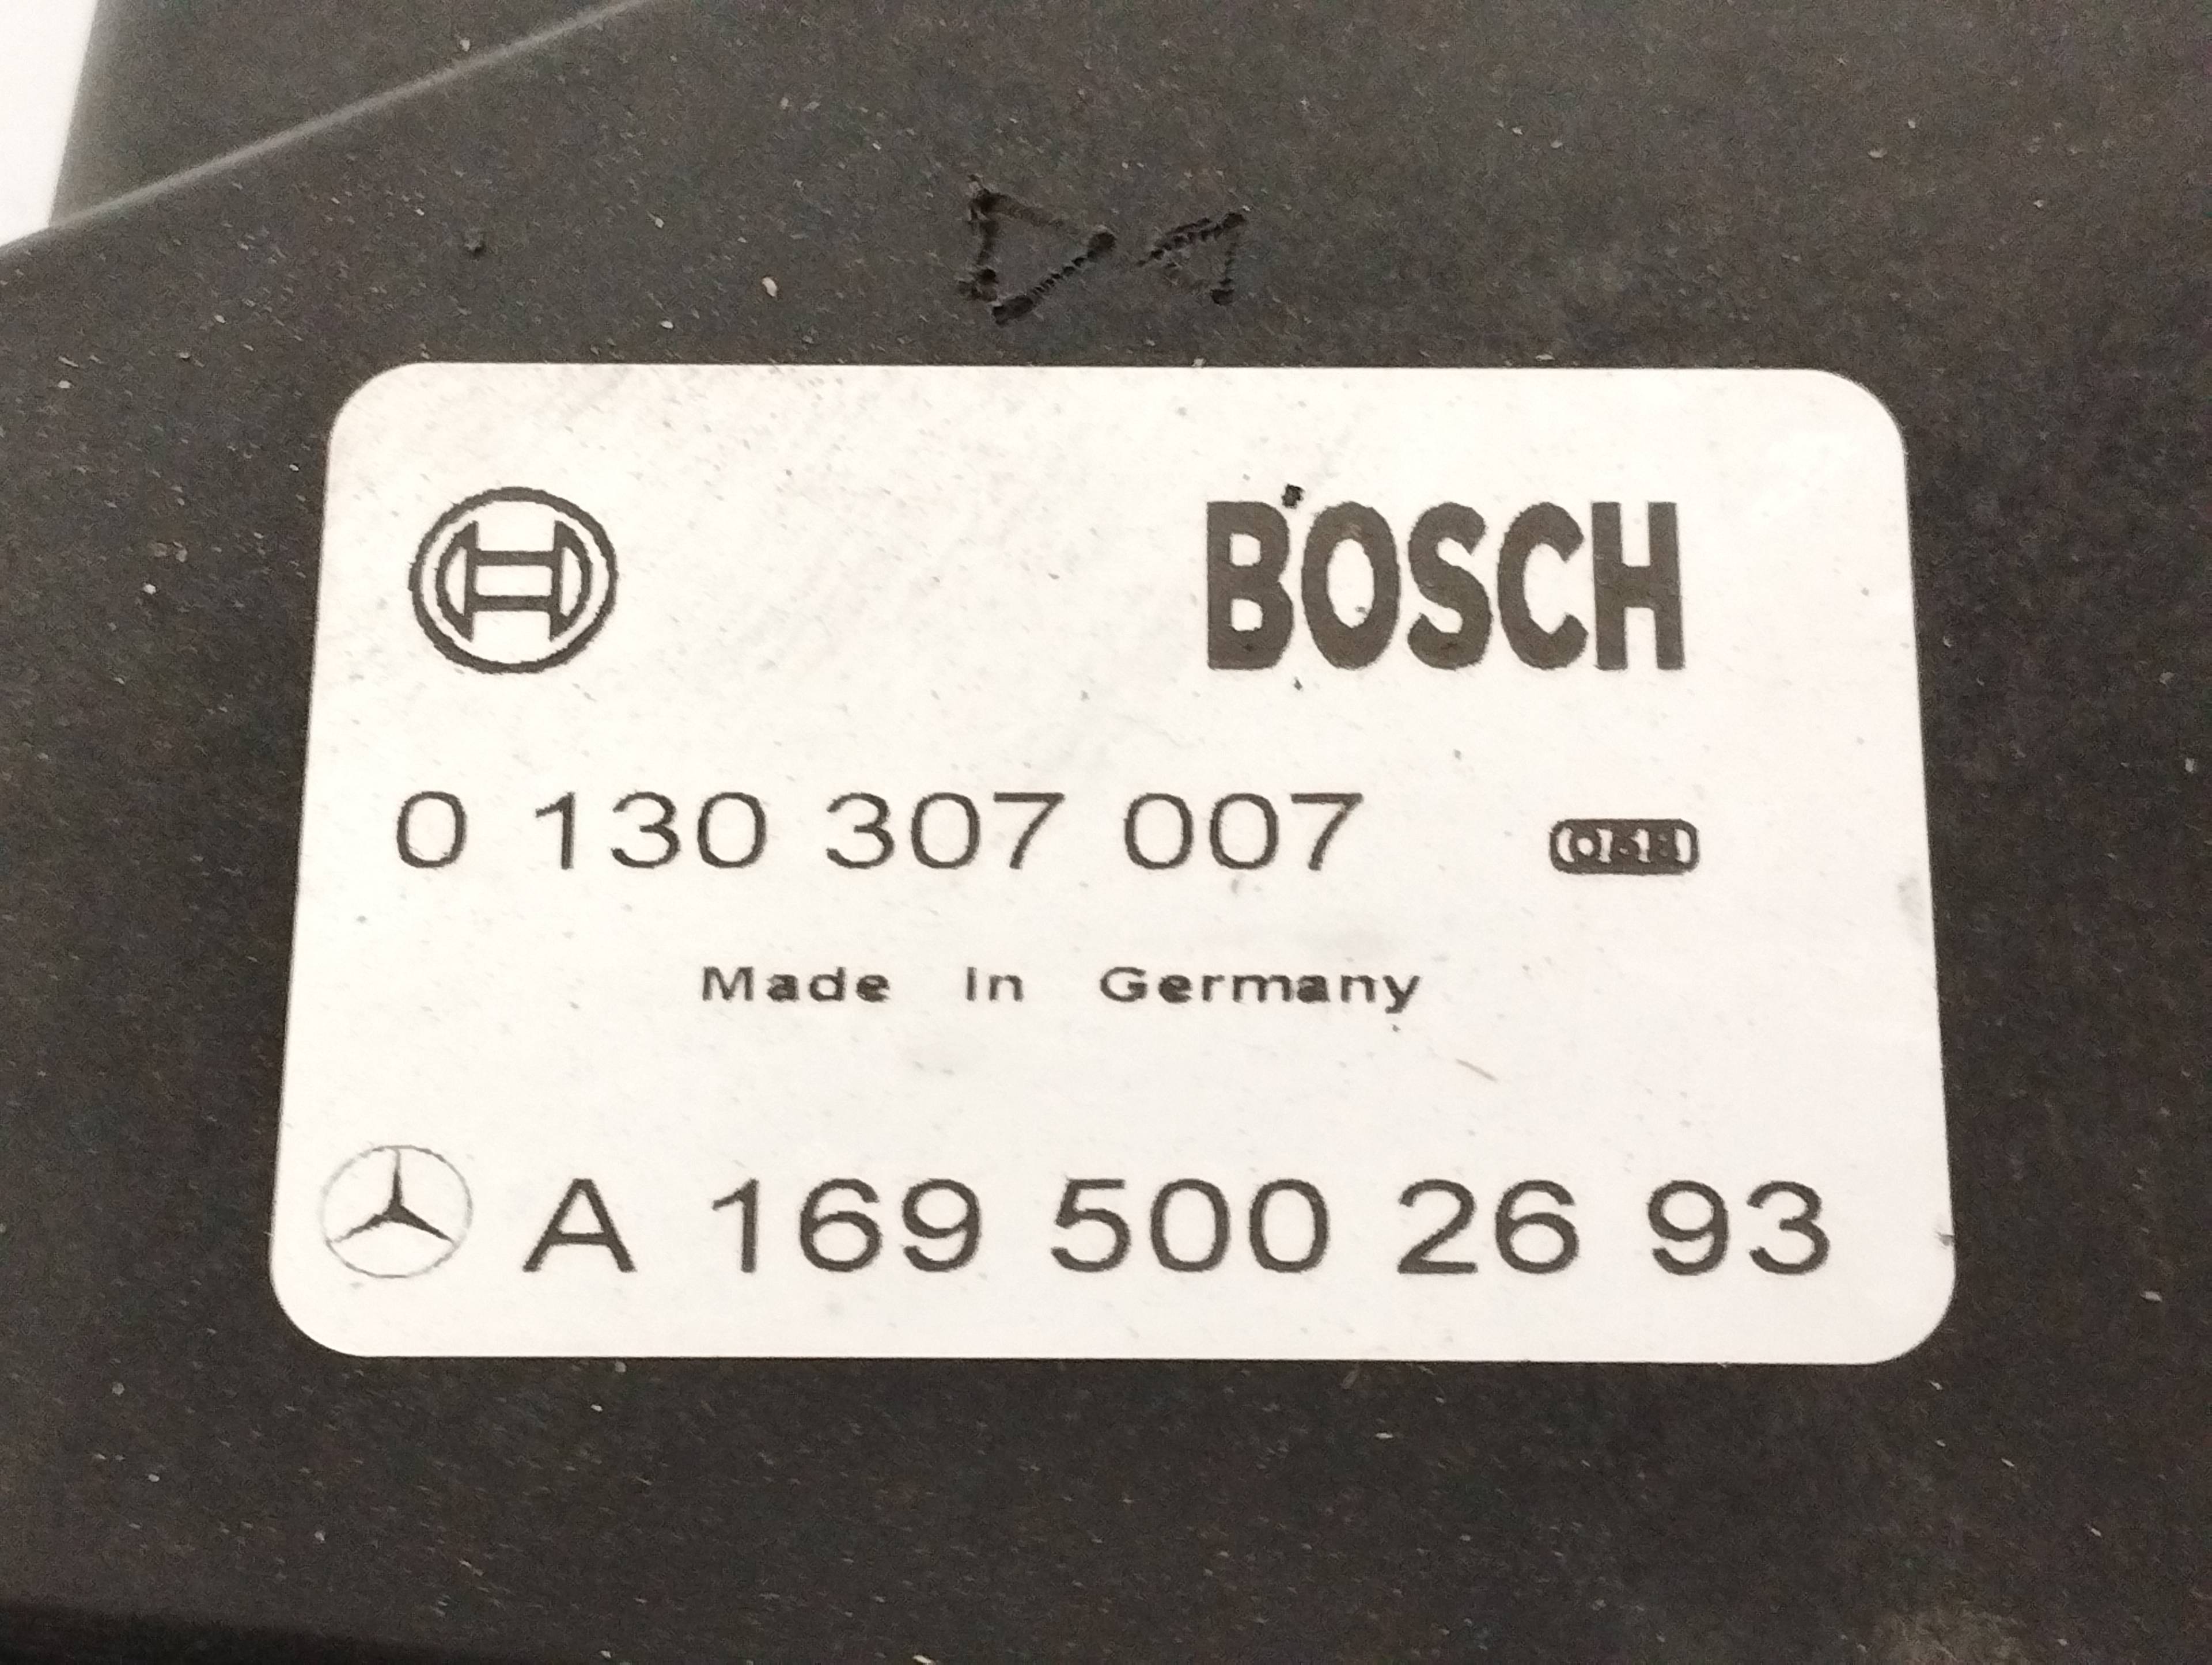 BOSCH
0 130 307 007
Made in Germany
A 169 500 26 93